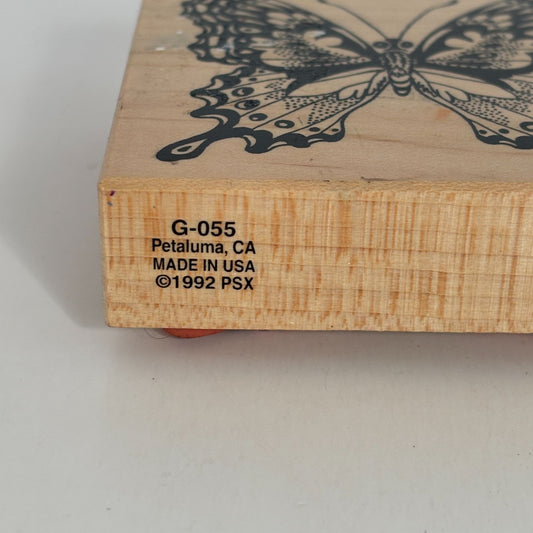 G-055
Petaluma, CA
MADE IN USA
©1992 PSX